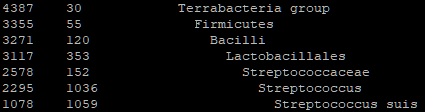 4387 30 Terrabacteria group
3355 55 Firmicutes
3271 120 Bacilli
3117 353 Lactobacillales
2578 152 Streptococcaceae
2295 1036 Streptococcus
1078 1059 Streptococcus suis